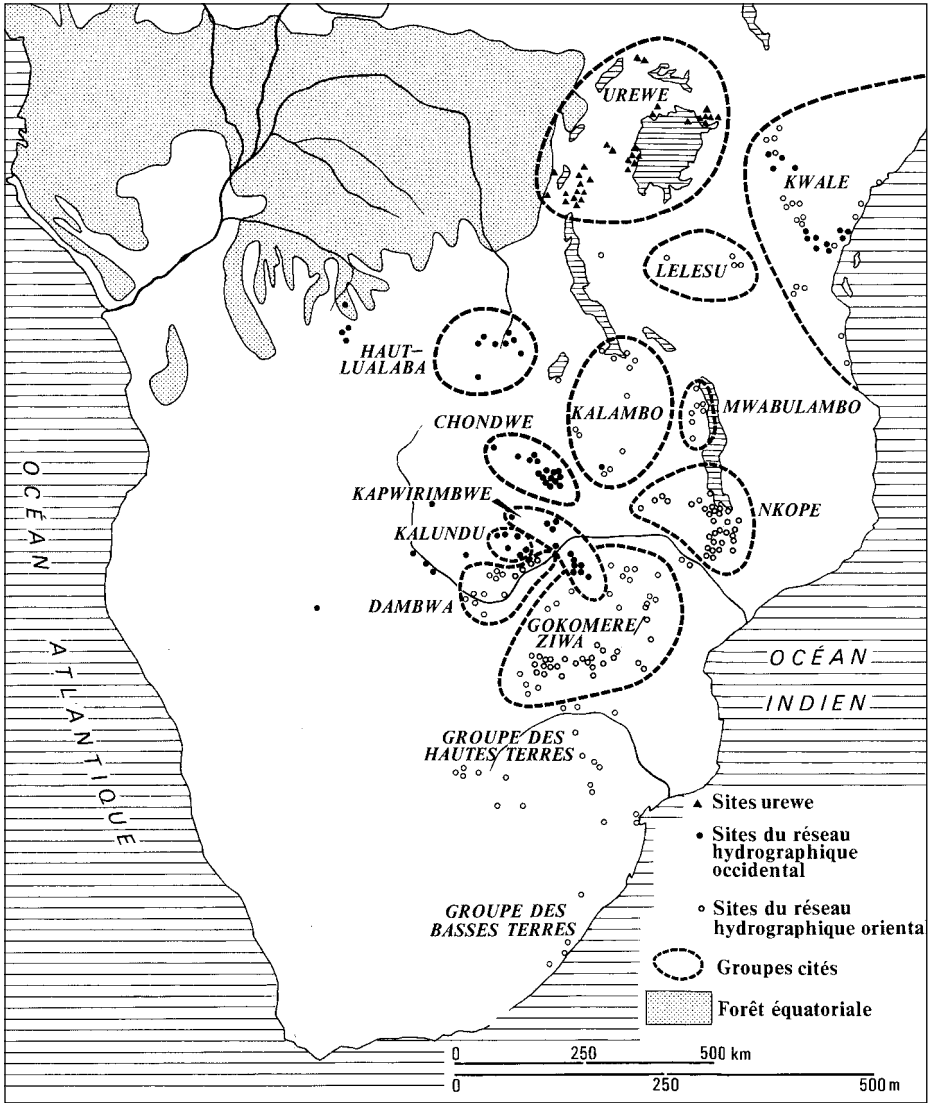 UREWE
KWALE
LELESU
HAUT-
LUALABA
KALAMBO
MWABULAMBO
CHONDWE
KAPWIRIMBWE
NKOPE
KALUNDU
DAMBWA
GOKOMERE/
ZIWA
OCÉAN
ATLANTIQUE
OCÉAN
INDIEN
GROUPE DES
HAUTES TERRES
GROUPE DES
BASSES TERRES
Sites urewe
Sites du réseau
hydrographique
occidental
Sites du réseau
hydrographique orienta
Groupes cités
Forêt équatoriale
0 250 500 km
0 250 500 m